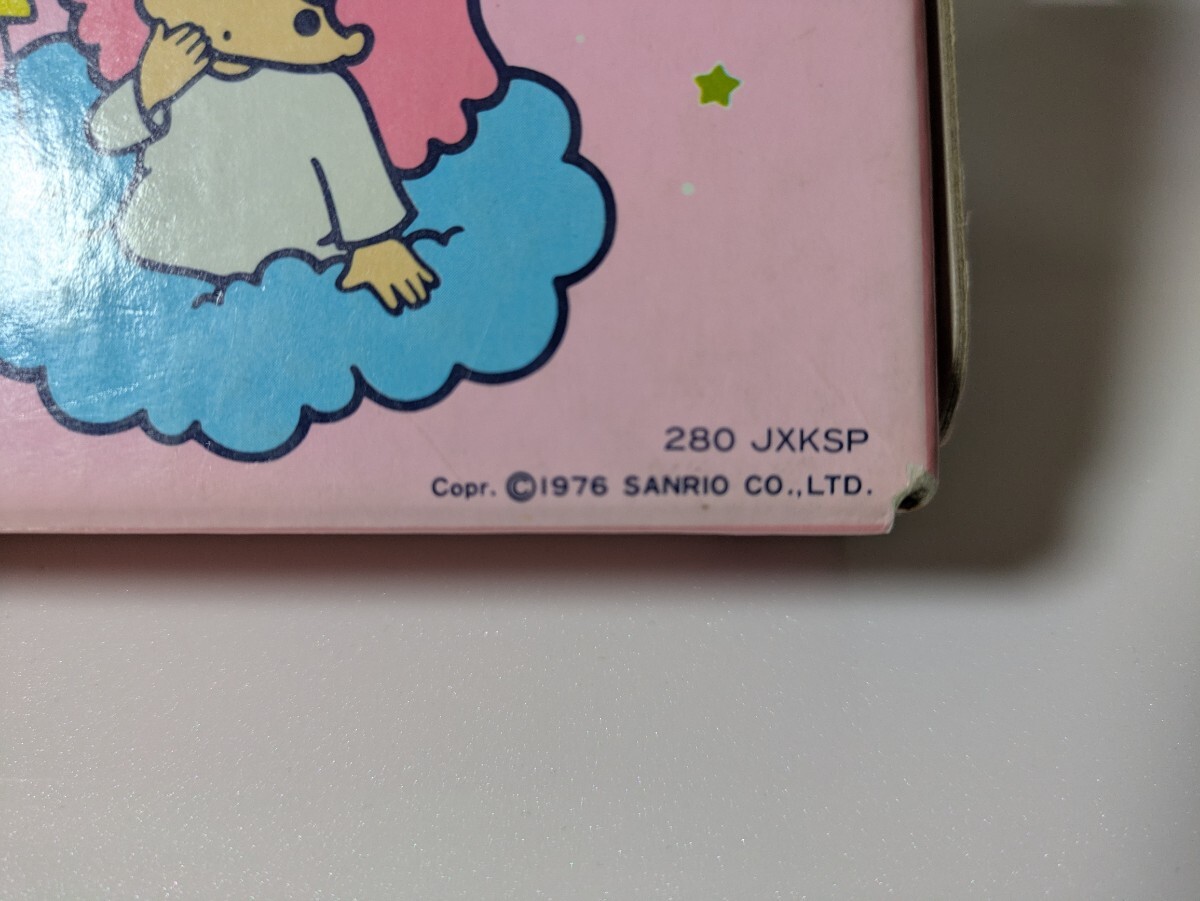 280 JXKSP
Copr. ©1976 SANRIO CO.,LTD.